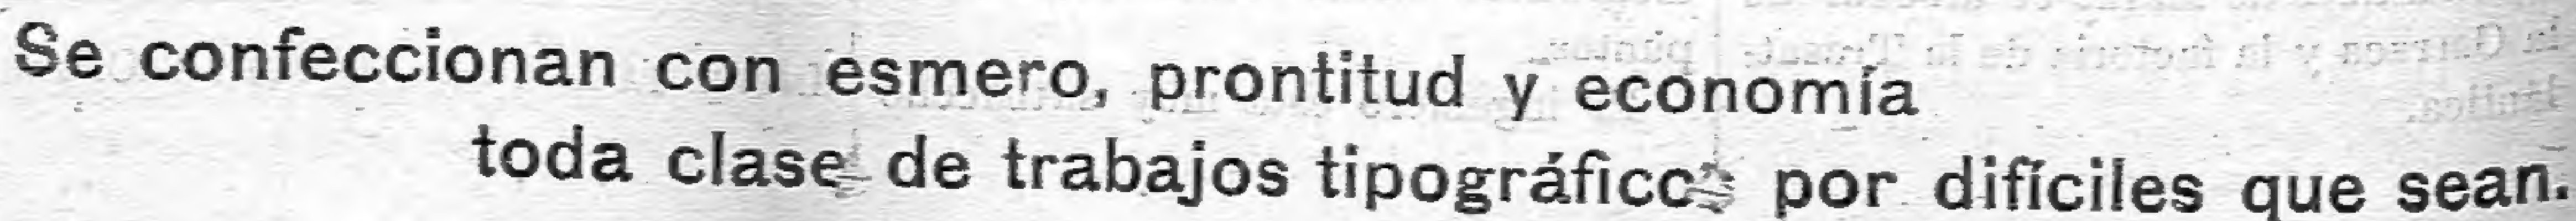 Se confeccionan con esmero, prontitud y economía
toda clase de trabajos tipográficos por difíciles que sean.